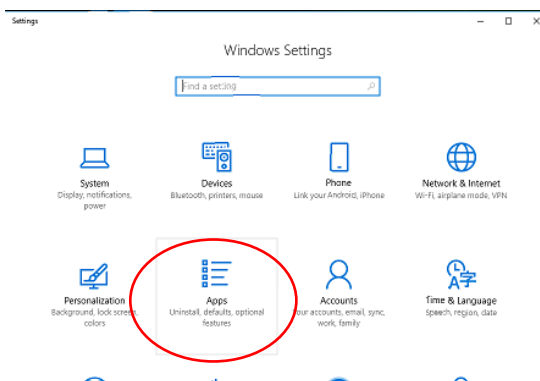 Settings
Windows Settings
Find a setting
System
Display, notifications,
power
Devices
Bluetooth, printers, mouse
Phone
Link your Android, iPhone
Network & Internet
Wi-Fi, airplane mode, VPN
Personalization
Background, lock screen,
colors
Apps
Uninstall, defaults, optional
features
Accounts
Your accounts, email, sync,
work, family
Time & Language
Speech, region, date